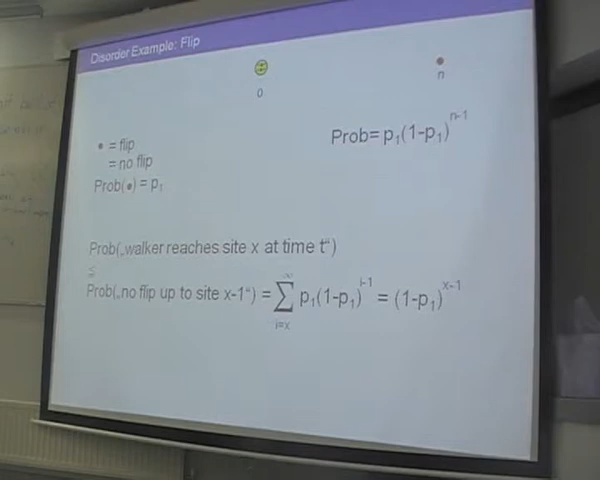 Disorder Example: Flip
0
n
• = flip
= no flip
Prob(•) = p₁
Prob= p₁(1-p₁)ⁿ⁻¹
Prob(„walker reaches site x at time t“)
≤
Prob(„no flip up to site x-1“) = ∑_{i=x}^{∞} p₁(1-p₁)^{i-1} = (1-p₁)^{x-1}